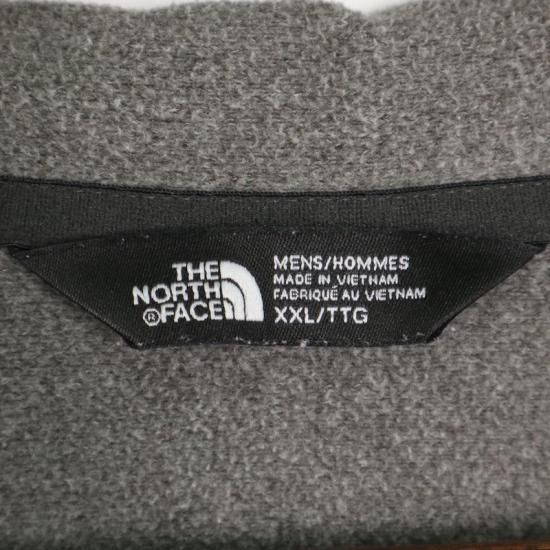 THE
NORTH
®FACE
MENS/HOMMES
MADE IN VIETNAM
FABRIQUÉ AU VIETNAM
XXL/TTG